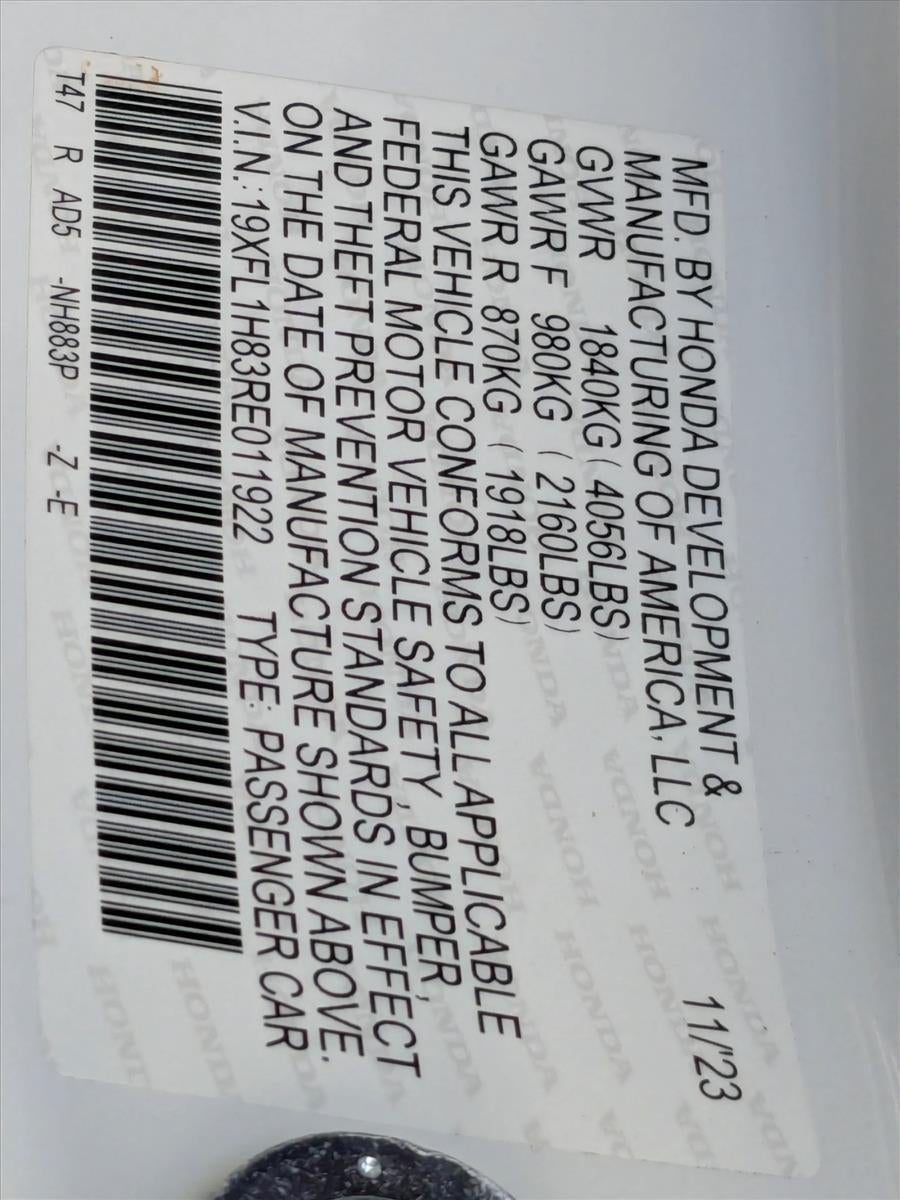 MFD. BY HONDA DEVELOPMENT &
MANUFACTURING OF AMERICA, LLC 11/'23
GVWR 1840KG ( 4056LBS)
GAWR F 980KG ( 2160LBS)
GAWR R 870KG ( 1918LBS)
THIS VEHICLE CONFORMS TO ALL APPLICABLE
FEDERAL MOTOR VEHICLE SAFETY, BUMPER,
AND THEFT PREVENTION STANDARDS IN EFFECT
ON THE DATE OF MANUFACTURE SHOWN ABOVE.
V.I.N.: 19XFL1H83RE011922 TYPE: PASSENGER CAR
T47 R AD5 -NH883P -Z -E